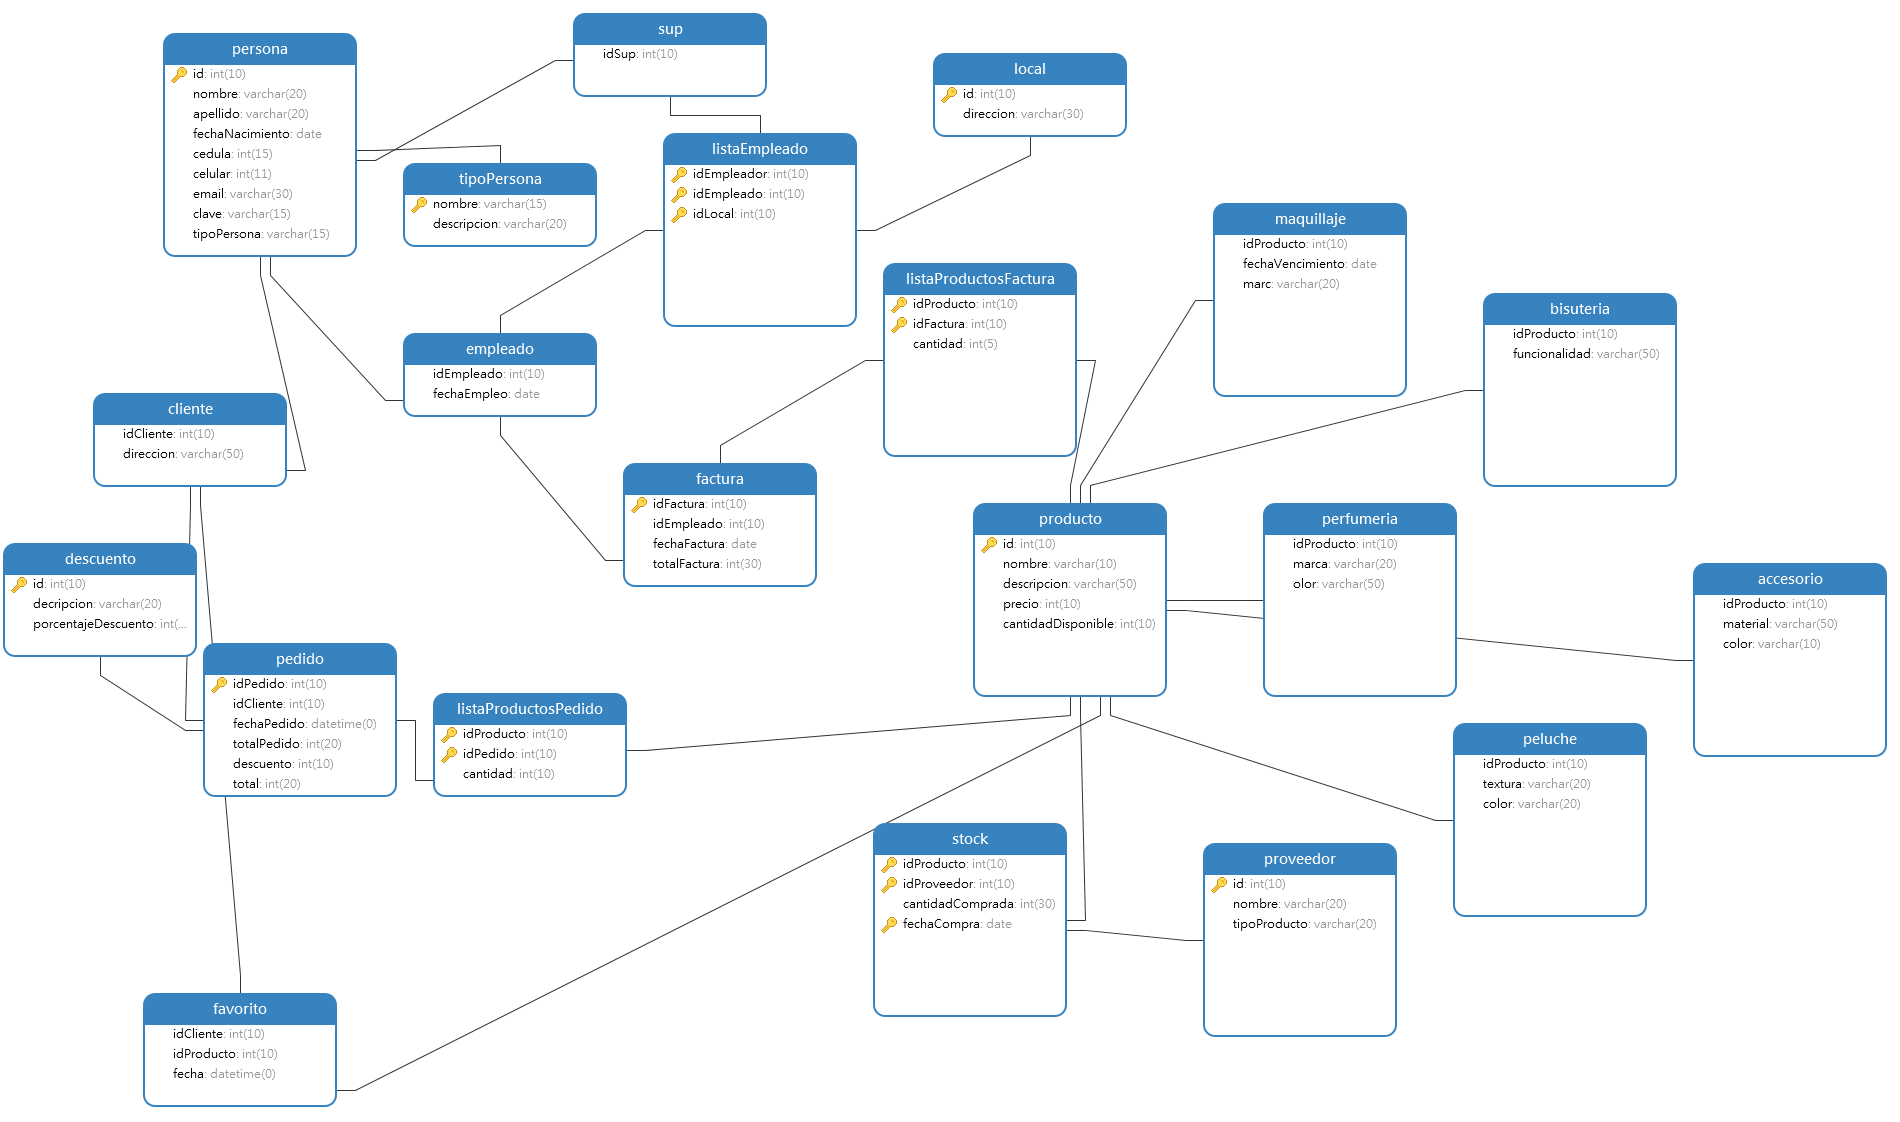 persona
id: int(10)
nombre: varchar(20)
apellido: varchar(20)
fechaNacimiento: date
cedula: int(15)
celular: int(11)
email: varchar(30)
clave: varchar(15)
tipoPersona: varchar(15)
sup
idSup: int(10)
local
id: int(10)
direccion: varchar(30)
tipoPersona
nombre: varchar(15)
descripcion: varchar(20)
listaEmpleado
idEmpleador: int(10)
idEmpleado: int(10)
idLocal: int(10)
maquillaje
idProducto: int(10)
fechaVencimiento: date
marc: varchar(20)
listaProductosFactura
idProducto: int(10)
idFactura: int(10)
cantidad: int(5)
bisuteria
idProducto: int(10)
funcionalidad: varchar(50)
empleado
idEmpleado: int(10)
fechaEmpleo: date
cliente
idCliente: int(10)
direccion: varchar(50)
factura
idFactura: int(10)
idEmpleado: int(10)
fechaFactura: date
totalFactura: int(30)
producto
id: int(10)
nombre: varchar(10)
descripcion: varchar(50)
precio: int(10)
cantidadDisponible: int(10)
perfumeria
idProducto: int(10)
marca: varchar(20)
olor: varchar(50)
descuento
id: int(10)
decripcion: varchar(20)
porcentajeDescuento: int(...
accesorio
idProducto: int(10)
material: varchar(50)
color: varchar(10)
pedido
idPedido: int(10)
idCliente: int(10)
fechaPedido: datetime(0)
totalPedido: int(20)
descuento: int(10)
total: int(20)
listaProductosPedido
idProducto: int(10)
idPedido: int(10)
cantidad: int(10)
peluche
idProducto: int(10)
textura: varchar(20)
color: varchar(20)
stock
idProducto: int(10)
idProveedor: int(10)
cantidadComprada: int(30)
fechaCompra: date
proveedor
id: int(10)
nombre: varchar(20)
tipoProducto: varchar(20)
favorito
idCliente: int(10)
idProducto: int(10)
fecha: datetime(0)